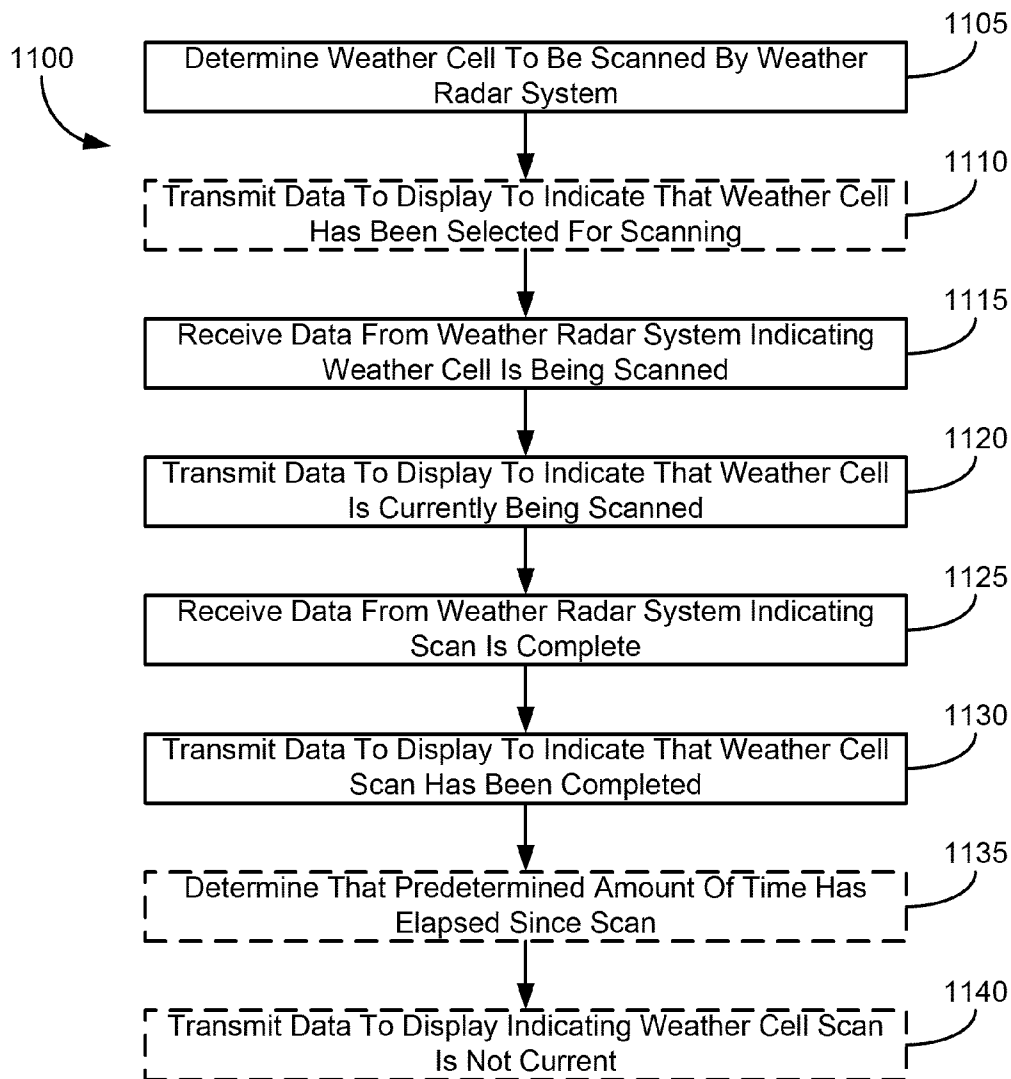 1100
1105
Determine Weather Cell To Be Scanned By Weather
Radar System
1110
Transmit Data To Display To Indicate That Weather Cell
Has Been Selected For Scanning
1115
Receive Data From Weather Radar System Indicating
Weather Cell Is Being Scanned
1120
Transmit Data To Display To Indicate That Weather Cell
Is Currently Being Scanned
1125
Receive Data From Weather Radar System Indicating
Scan Is Complete
1130
Transmit Data To Display To Indicate That Weather Cell
Scan Has Been Completed
1135
Determine That Predetermined Amount Of Time Has
Elapsed Since Scan
1140
Transmit Data To Display Indicating Weather Cell Scan
Is Not Current